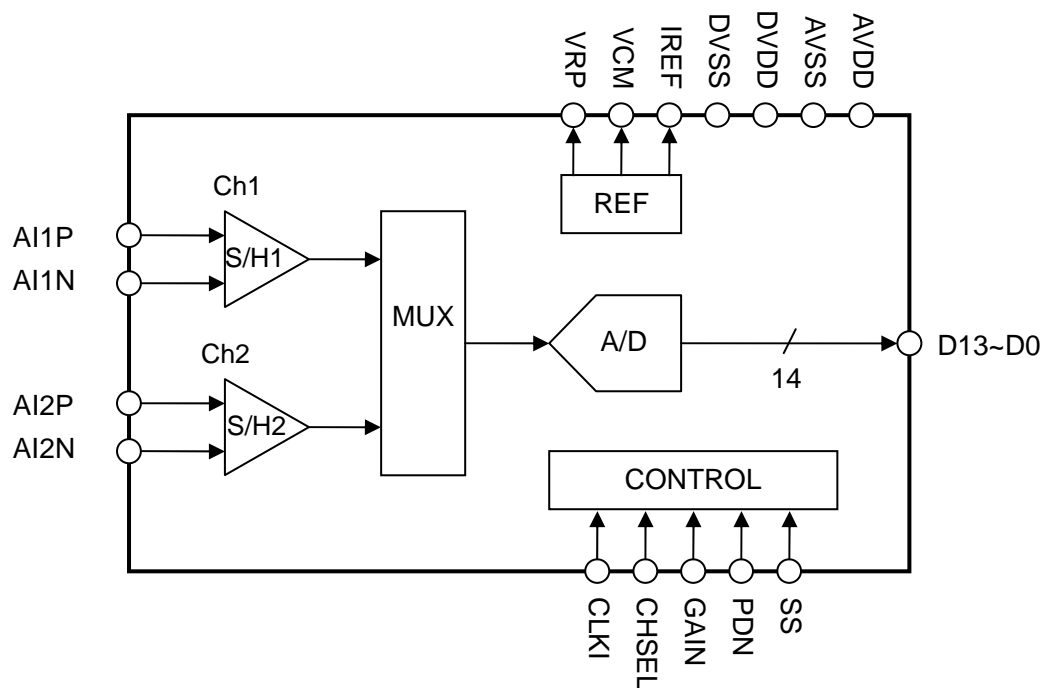 VRP
VCM
IREF
DVSS
DVDD
AVSS
AVDD
REF
Ch1
AI1P
AI1N
S/H1
MUX
A/D
14
D13~D0
Ch2
AI2P
AI2N
S/H2
CONTROL
CLKI
CHSEL
GAIN
PDN
SS